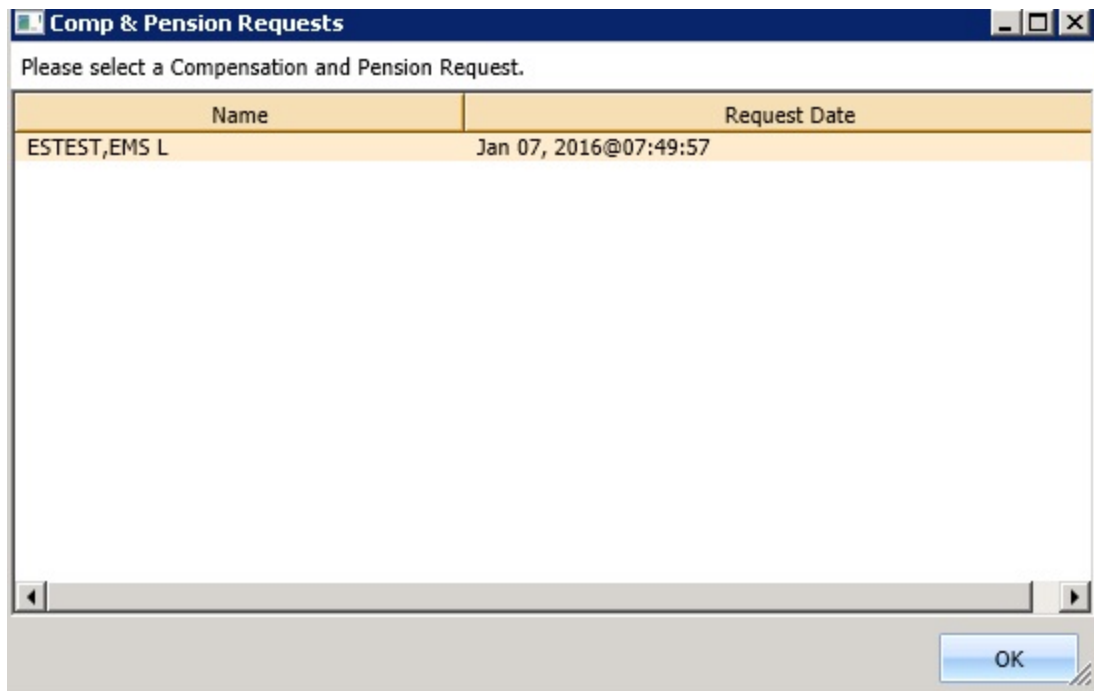 Comp & Pension Requests
Please select a Compensation and Pension Request.
Name Request Date
ESTEST,EMS L Jan 07, 2016@07:49:57
OK